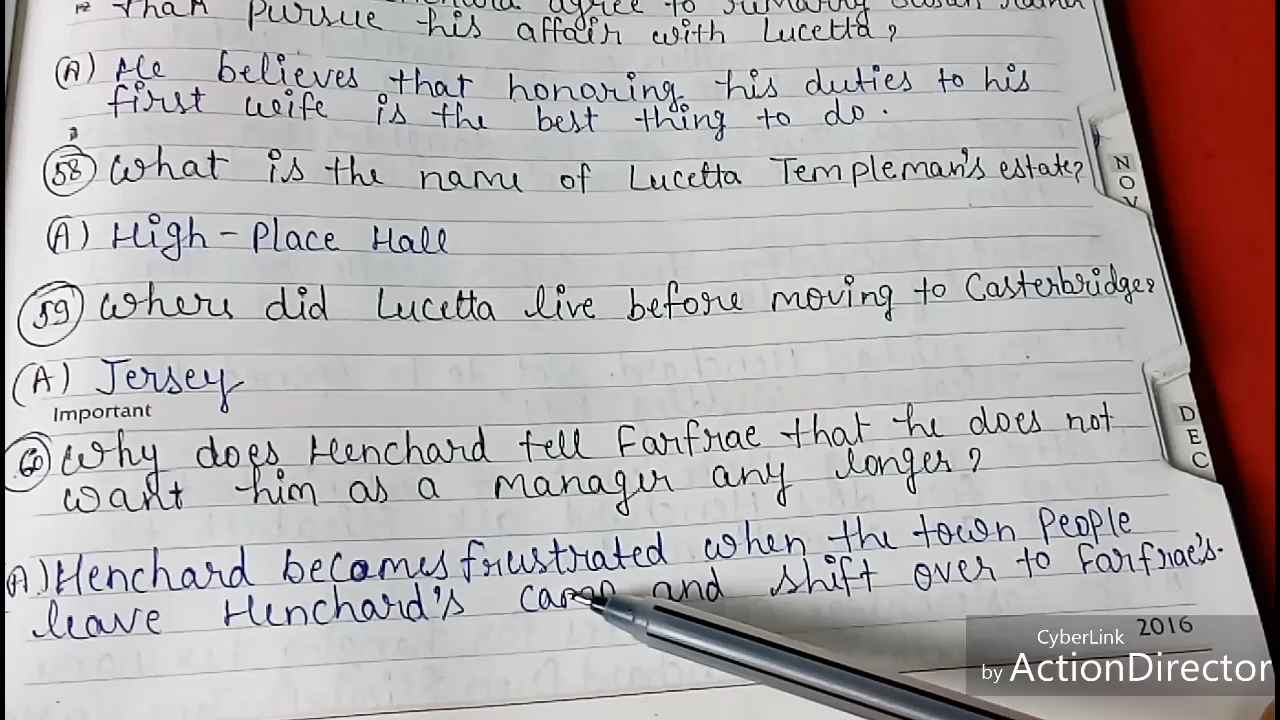 than pursue his affair with Lucetta?
(A) He believes that honoring his duties to his
first wife is the best thing to do.
58 What is the name of Lucetta Templeman's estate?
(A) High-Place Hall
59 Where did Lucetta live before moving to Casterbridge?
(A) Jersey
Important
60 Why does Henchard tell Farfrae that he does not
want him as a manager any longer?
(A) Henchard becomes frustrated when the town People
leave Henchard's camp and shift over to Farfrae's.
NOV
DEC
2016
CyberLink
by ActionDirector